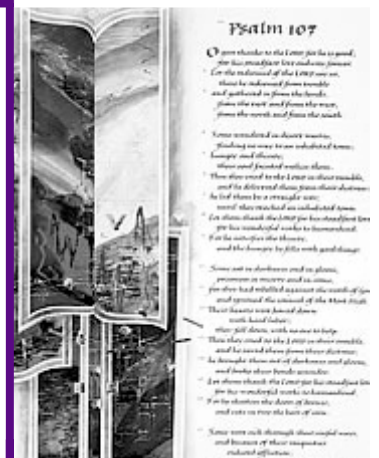 Psalm 107
O give thanks to the LORD, for he is good;
for his steadfast love endures forever.
Let the redeemed of the LORD say so,
those he redeemed from trouble
and gathered in from the lands,
from the east and from the west,
from the north and from the south.
Some wandered in desert wastes,
finding no way to an inhabited town;
hungry and thirsty,
their soul fainted within them.
Then they cried to the LORD in their trouble,
and he delivered them from their distress;
he led them by a straight way,
until they reached an inhabited town.
Let them thank the LORD for his steadfast love,
for his wonderful works to humankind.
For he satisfies the thirsty,
and the hungry he fills with good things.
Some sat in darkness and in gloom,
prisoners in misery and in irons,
for they had rebelled against the words of God,
and spurned the counsel of the Most High.
Their hearts were bowed down
with hard labor;
they fell down, with no one to help.
Then they cried to the LORD in their trouble,
and he saved them from their distress;
he brought them out of darkness and gloom,
and broke their bonds asunder.
Let them thank the LORD for his steadfast love,
for his wonderful works to humankind.
For he shatters the doors of bronze,
and cuts in two the bars of iron.
Some were sick through their sinful ways,
and because of their iniquities
endured affliction;